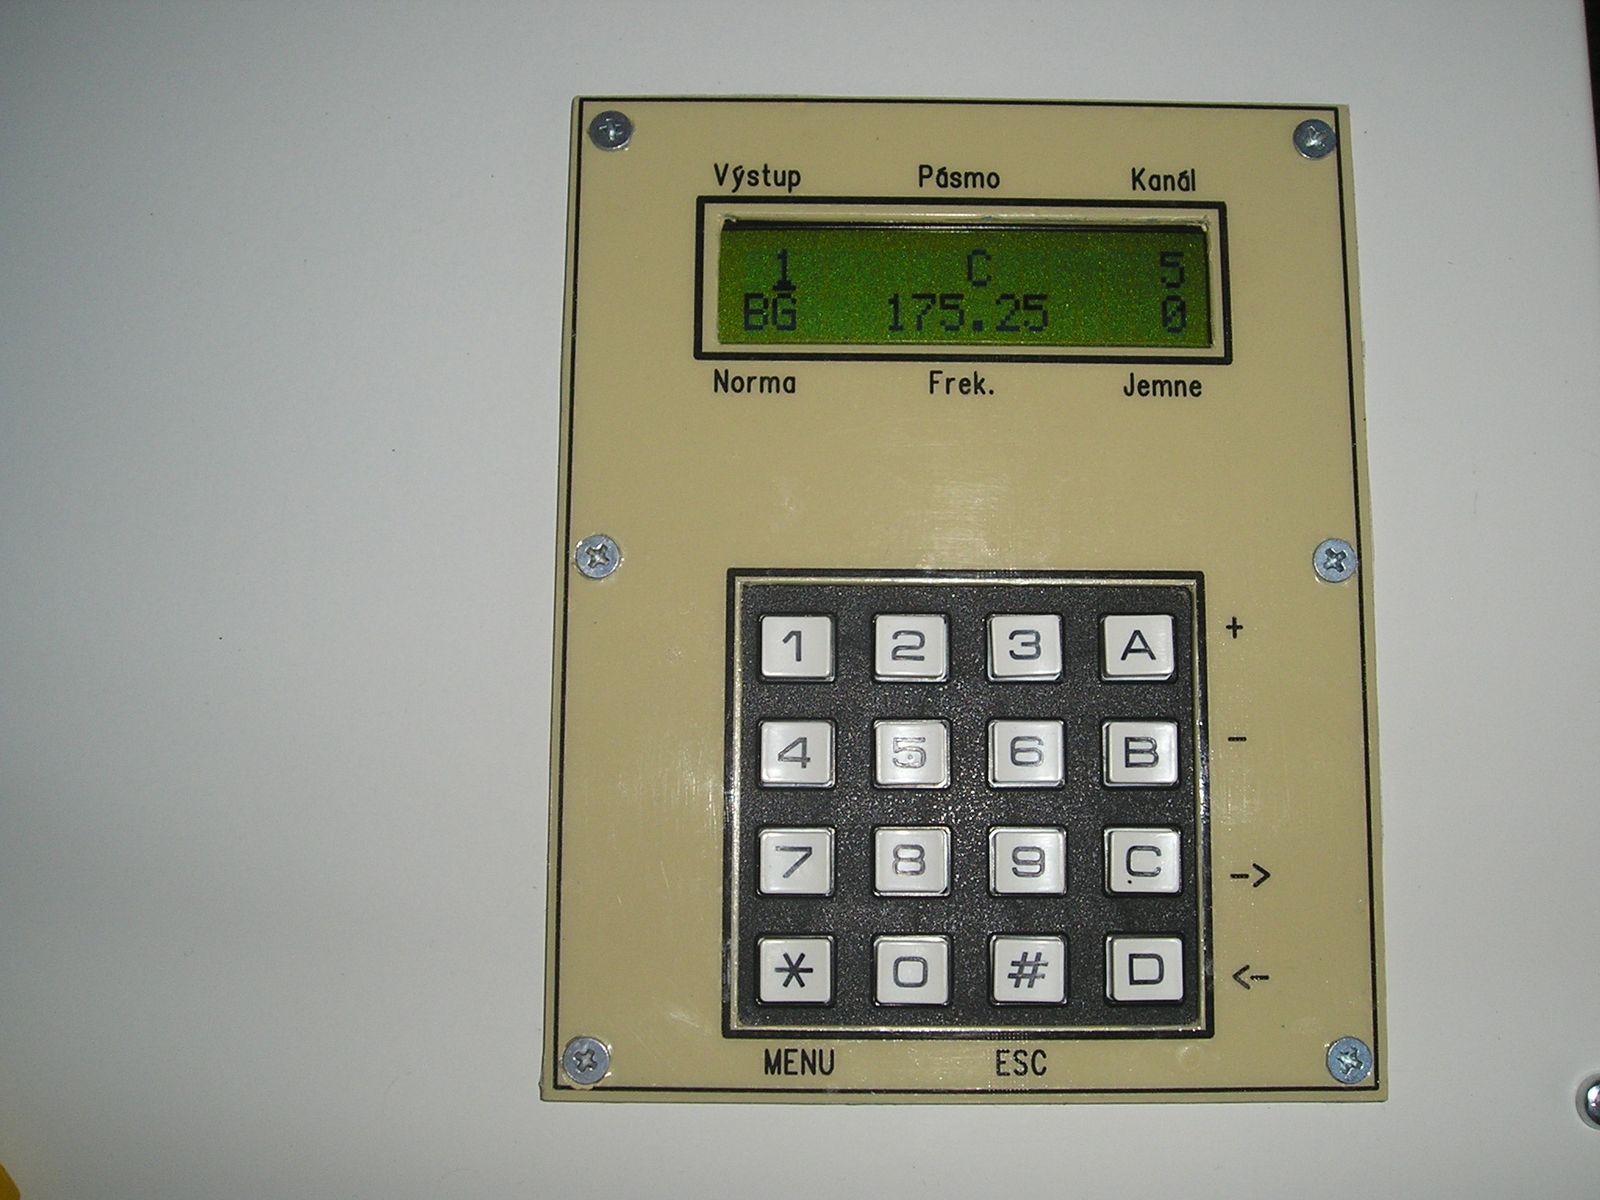 Výstup Pásmo Kanál
1 C 5
BG 175.25 0
Norma Frek. Jemne
1 2 3 A +
4 5 6 B -
7 8 9 C ->
* 0 # D <-
MENU ESC